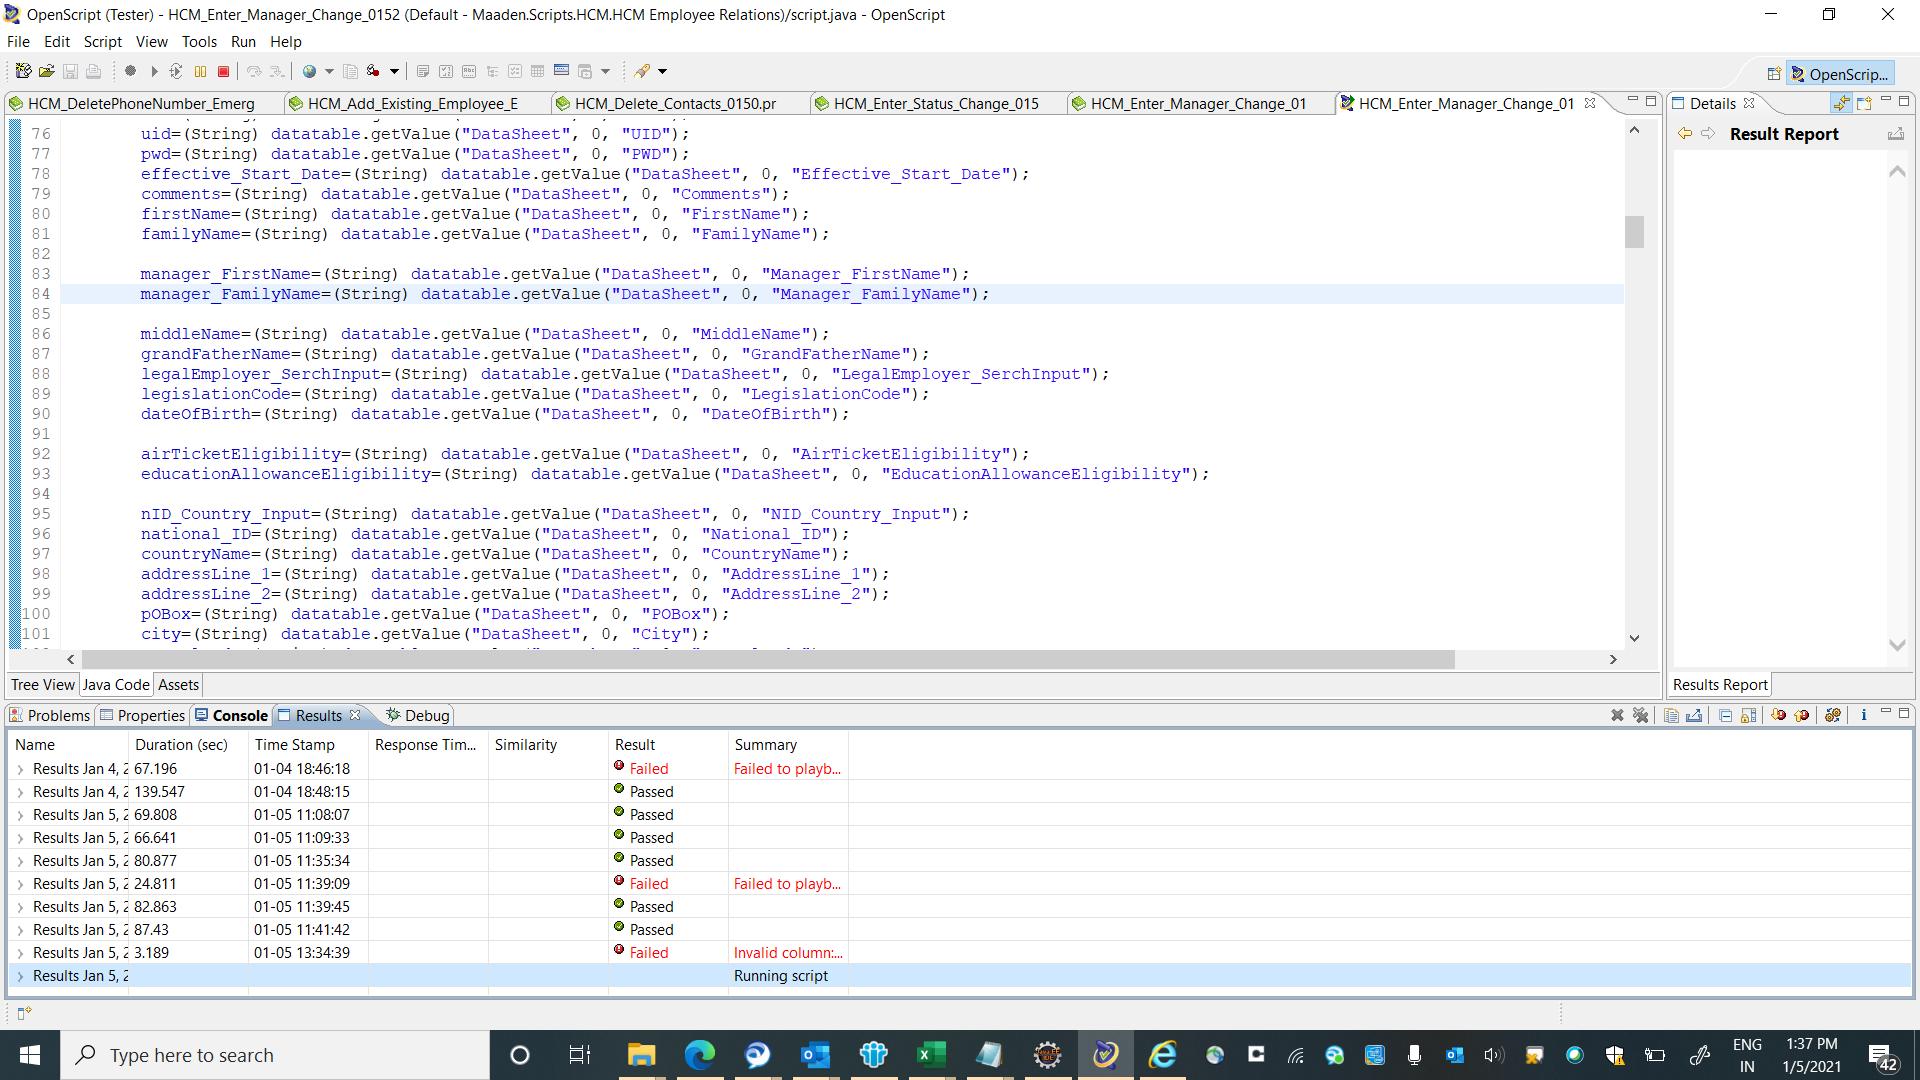 OpenScript (Tester) - HCM_Enter_Manager_Change_0152 (Default - Maaden.Scripts.HCM.HCM Employee Relations)/script.java - OpenScript
File Edit Script View Tools Run Help
OpenScrip...
HCM_DeletePhoneNumber_Emerg HCM_Add_Existing_Employee_E HCM_Delete_Contacts_0150.pr HCM_Enter_Status_Change_015 HCM_Enter_Manager_Change_01 HCM_Enter_Manager_Change_01
Details
Result Report
76 uid=(String) datatable.getValue("DataSheet", 0, "UID");
77 pwd=(String) datatable.getValue("DataSheet", 0, "PWD");
78 effective_Start_Date=(String) datatable.getValue("DataSheet", 0, "Effective_Start_Date");
79 comments=(String) datatable.getValue("DataSheet", 0, "Comments");
80 firstName=(String) datatable.getValue("DataSheet", 0, "FirstName");
81 familyName=(String) datatable.getValue("DataSheet", 0, "FamilyName");
82
83 manager_FirstName=(String) datatable.getValue("DataSheet", 0, "Manager_FirstName");
84 manager_FamilyName=(String) datatable.getValue("DataSheet", 0, "Manager_FamilyName");
85
86 middleName=(String) datatable.getValue("DataSheet", 0, "MiddleName");
87 grandFatherName=(String) datatable.getValue("DataSheet", 0, "GrandFatherName");
88 legalEmployer_SerchInput=(String) datatable.getValue("DataSheet", 0, "LegalEmployer_SerchInput");
89 legislationCode=(String) datatable.getValue("DataSheet", 0, "LegislationCode");
90 dateOfBirth=(String) datatable.getValue("DataSheet", 0, "DateOfBirth");
91
92 airTicketEligibility=(String) datatable.getValue("DataSheet", 0, "AirTicketEligibility");
93 educationAllowanceEligibility=(String) datatable.getValue("DataSheet", 0, "EducationAllowanceEligibility");
94
95 nID_Country_Input=(String) datatable.getValue("DataSheet", 0, "NID_Country_Input");
96 national_ID=(String) datatable.getValue("DataSheet", 0, "National_ID");
97 countryName=(String) datatable.getValue("DataSheet", 0, "CountryName");
98 addressLine_1=(String) datatable.getValue("DataSheet", 0, "AddressLine_1");
99 addressLine_2=(String) datatable.getValue("DataSheet", 0, "AddressLine_2");
100 pOBox=(String) datatable.getValue("DataSheet", 0, "POBox");
101 city=(String) datatable.getValue("DataSheet", 0, "City");
Tree View Java Code Assets
Results Report
Problems Properties Console Results Debug
Name Duration (sec) Time Stamp Response Tim... Similarity Result Summary
Results Jan 4, 2 67.196 01-04 18:46:18 Failed Failed to playb...
Results Jan 4, 2 139.547 01-04 18:48:15 Passed
Results Jan 5, 2 69.808 01-05 11:08:07 Passed
Results Jan 5, 2 66.641 01-05 11:09:33 Passed
Results Jan 5, 2 80.877 01-05 11:35:34 Passed
Results Jan 5, 2 24.811 01-05 11:39:09 Failed Failed to playb...
Results Jan 5, 2 82.863 01-05 11:39:45 Passed
Results Jan 5, 2 87.43 01-05 11:41:42 Passed
Results Jan 5, 2 3.189 01-05 13:34:39 Failed Invalid column:...
Results Jan 5, 2 Running script
Type here to search
ENG
IN
1:37 PM
1/5/2021
42